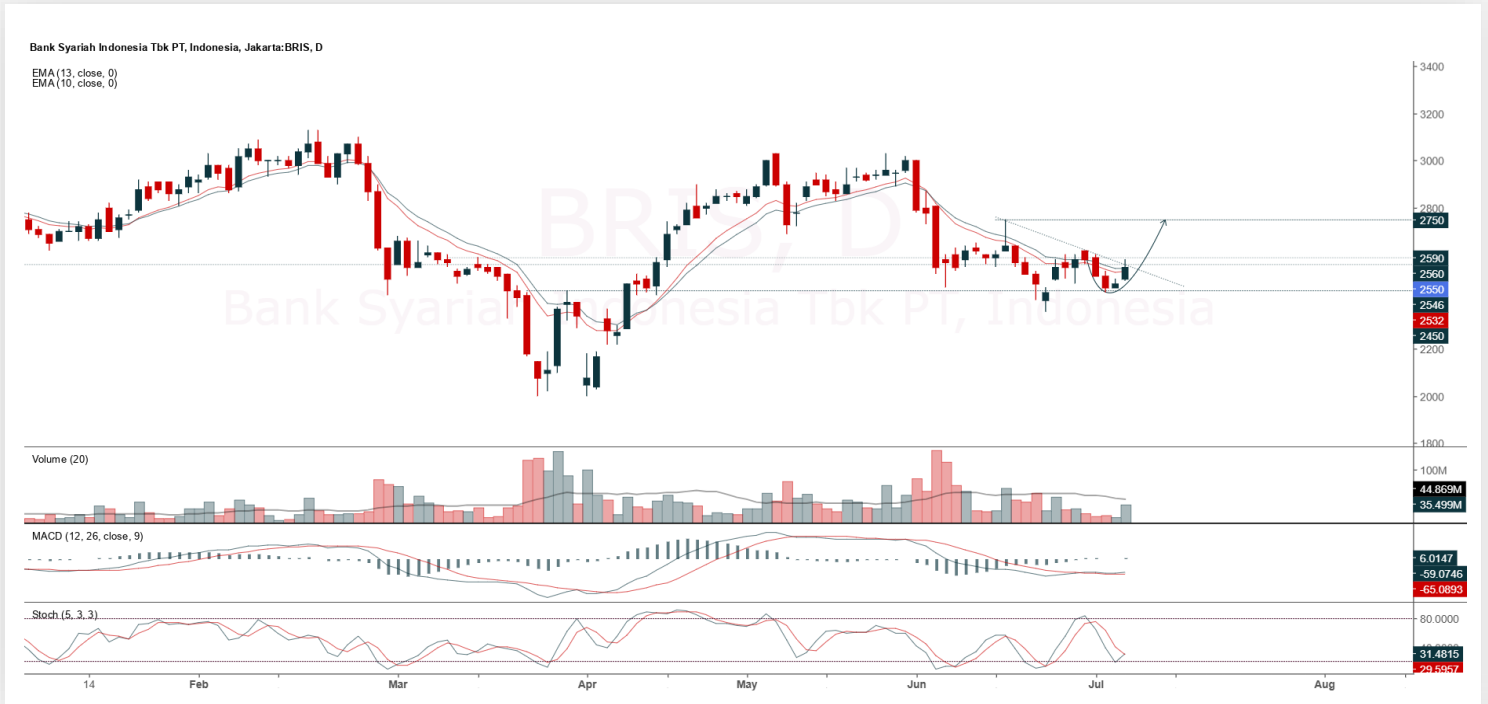 Bank Syariah Indonesia Tbk PT, Indonesia, Jakarta:BRIS, D
EMA (13, close, 0)
EMA (10, close, 0)
BRIS, D
Bank Syariah Indonesia Tbk PT, Indonesia
3400
3200
3000
2800
2750
2590
2560
2550
2546
2532
2450
2200
2000
1800
Volume (20)
100M
44.869M
35.499M
MACD (12, 26, close, 9)
6.0147
-59.0746
-65.0893
Stoch (5, 3, 3)
80.0000
31.4815
29.5957
14 Feb Mar Apr May Jun Jul Aug